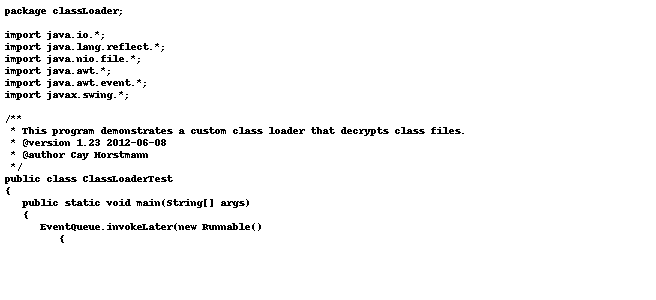 package classLoader;

import java.io.*;
import java.lang.reflect.*;
import java.nio.file.*;
import java.awt.*;
import java.awt.event.*;
import javax.swing.*;

/**
 * This program demonstrates a custom class loader that decrypts class files.
 * @version 1.23 2012-06-08
 * @author Cay Horstmann
 */
public class ClassLoaderTest
{
   public static void main(String[] args)
   {
      EventQueue.invokeLater(new Runnable()
         {